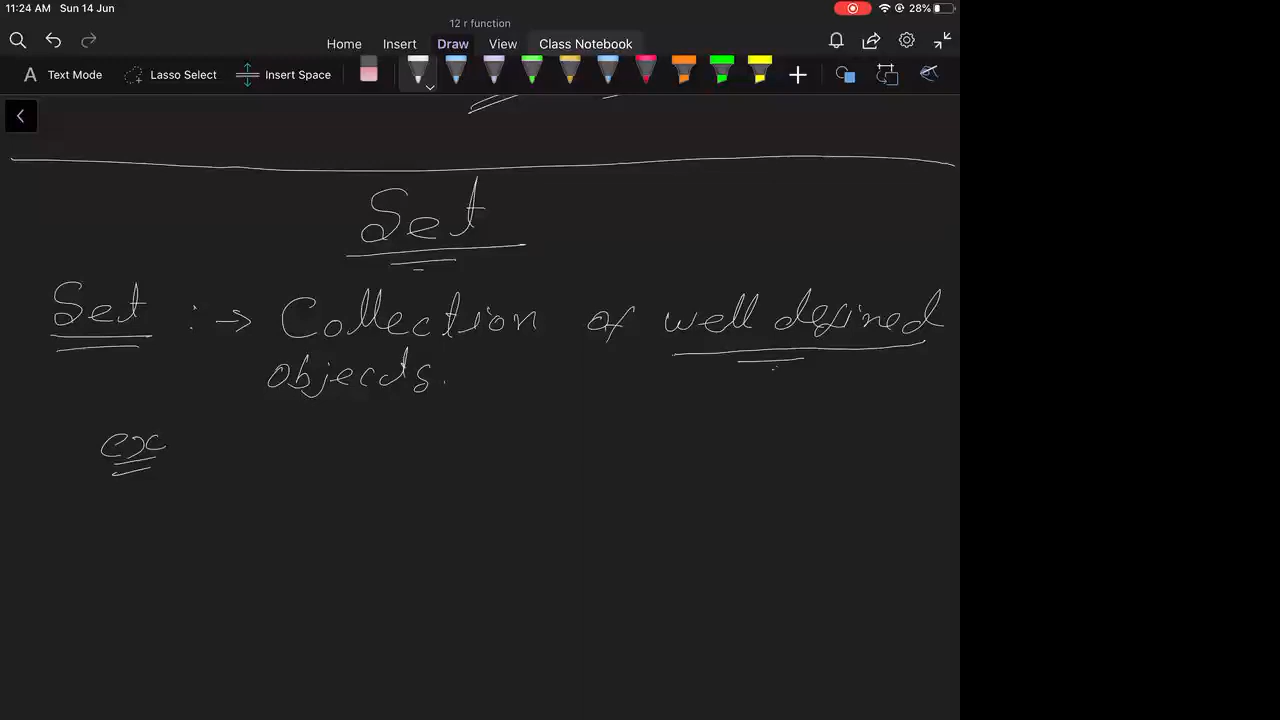 11:24 AM Sun 14 Jun
28%
12 r function
Home Insert Draw View Class Notebook
Text Mode Lasso Select Insert Space
Set
Set :→ Collection of well defined
objects.
ex